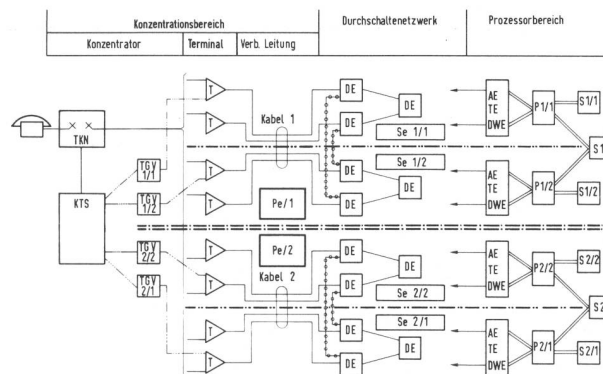 Konzentrationsbereich
Durchschaltenetzwerk
Prozessorbereich
Konzentrator
Terminal
Verb. Leitung
TKN
KTS
TGV
1/1
TGV
1/2
TGV
2/2
TGV
2/1
T
T
T
T
T
T
T
T
Kabel 1
Pe/1
Pe/2
Kabel 2
DE
DE
DE
DE
DE
DE
DE
DE
DE
DE
DE
DE
Se 1/1
Se 1/2
Se 2/2
Se 2/1
AE
TE
DWE
P1/1
S1/1
S1
AE
TE
DWE
P1/2
S1/2
AE
TE
DWE
P2/2
S2/2
S2
AE
TE
DWE
P2/1
S2/1